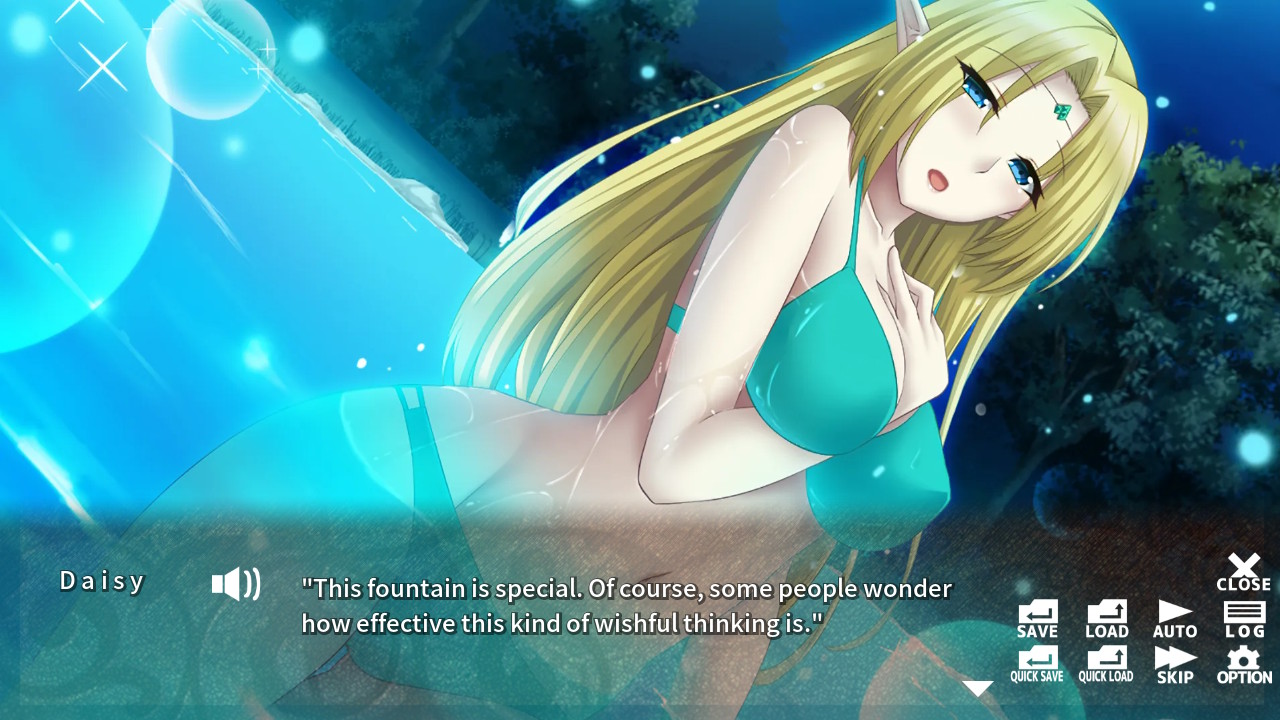 Daisy
"This fountain is special. Of course, some people wonder
how effective this kind of wishful thinking is."
CLOSE
SAVE
LOAD
AUTO
LOG
QUICK SAVE
QUICK LOAD
SKIP
OPTION